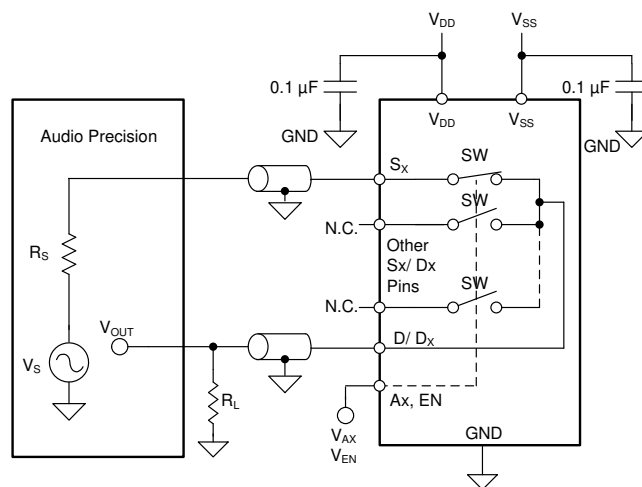 V_DD
V_SS
0.1 µF
0.1 µF
GND
GND
V_DD
V_SS
Audio Precision
S_X
SW
SW
N.C.
Other
Sx/ Dx
Pins
R_S
SW
N.C.
V_OUT
D/ D_X
V_S
R_L
Ax, EN
V_AX
V_EN
GND